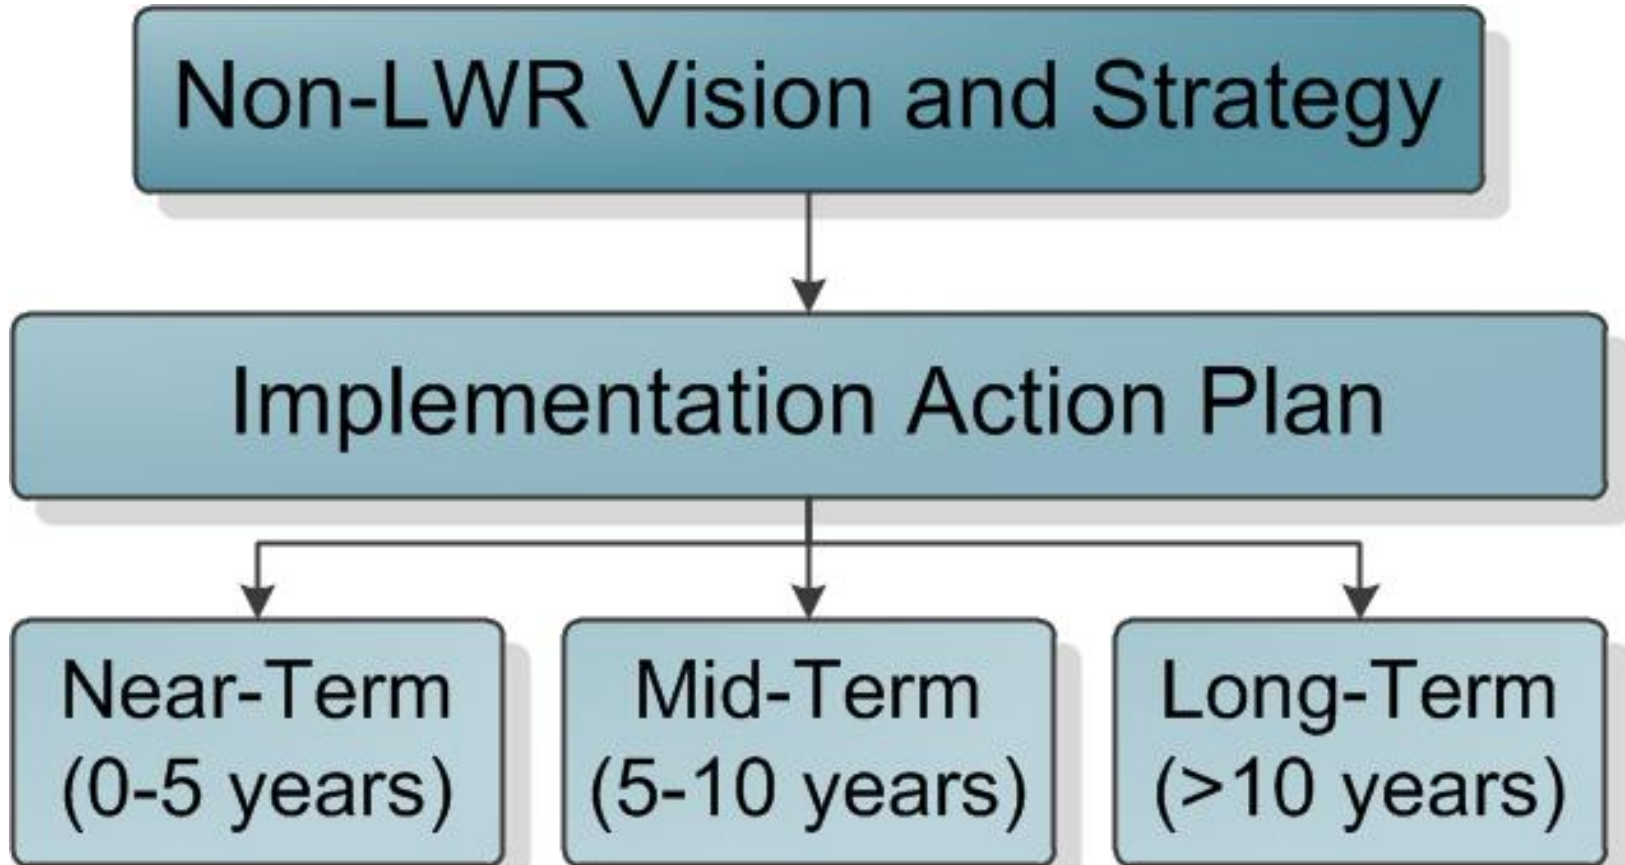 Non-LWR Vision and Strategy
Implementation Action Plan
Near-Term
(0-5 years)
Mid-Term
(5-10 years)
Long-Term
(>10 years)